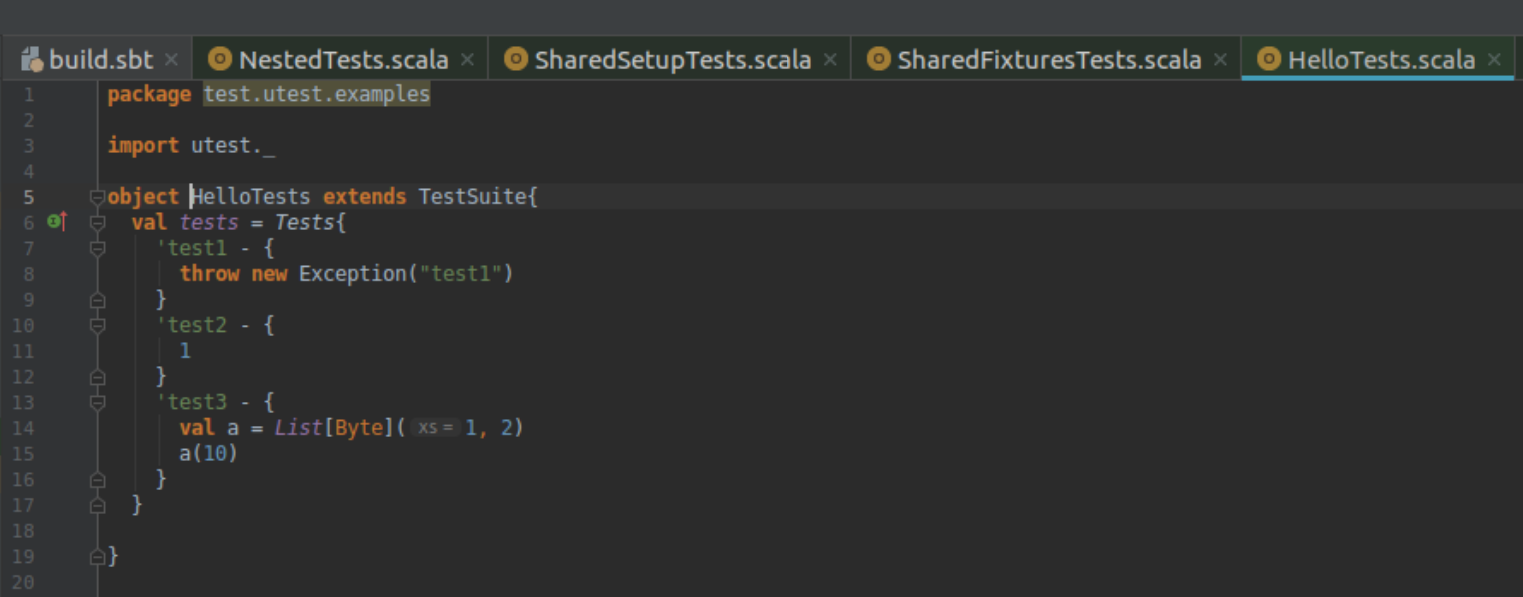 build.sbt × NestedTests.scala × SharedSetupTests.scala × SharedFixturesTests.scala × HelloTests.scala ×
1 package test.utest.examples
2
3 import utest._
4
5 object HelloTests extends TestSuite{
6 val tests = Tests{
7 'test1 - {
8 throw new Exception("test1")
9 }
10 'test2 - {
11 1
12 }
13 'test3 - {
14 val a = List[Byte]( xs = 1, 2)
15 a(10)
16 }
17 }
18
19 }
20